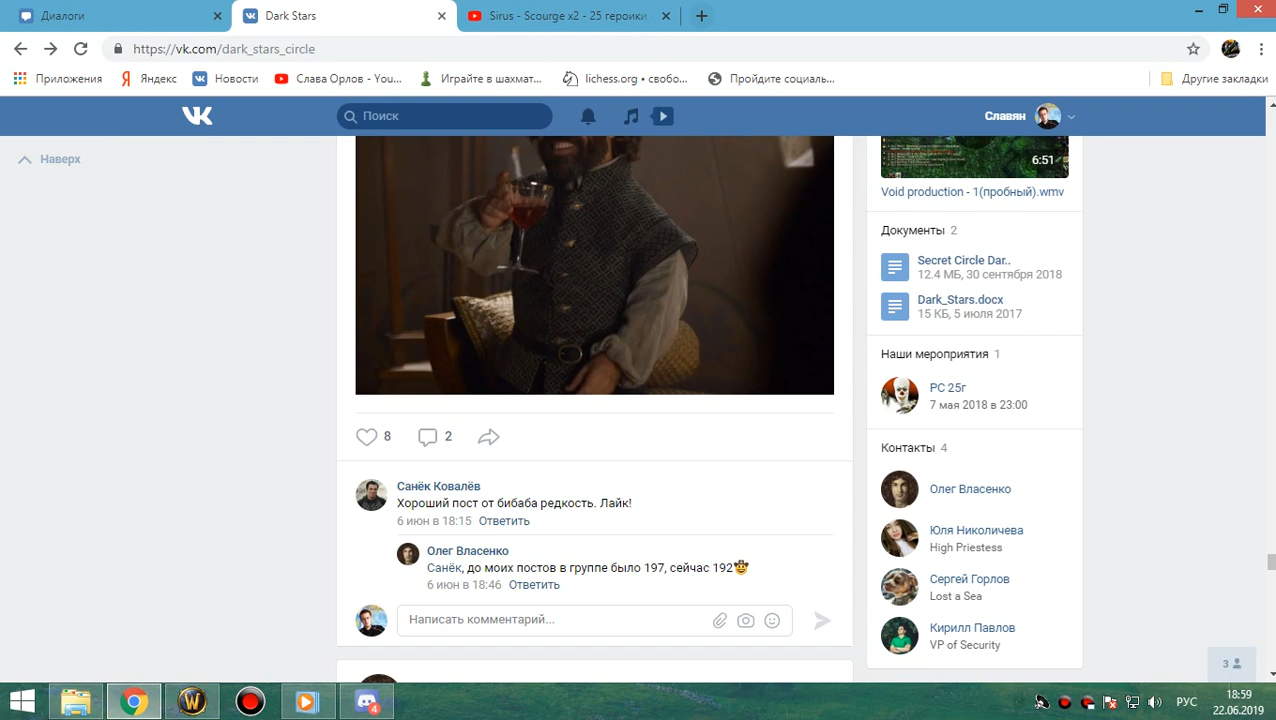 Диалоги
Dark Stars
Sirus - Scourge x2 - 25 героики
https://vk.com/dark_stars_circle
Приложения
Яндекс
Новости
Слава Орлов - You...
Играйте в шахмат...
lichess.org • свобо...
Пройдите социаль...
Другие закладки
Поиск
Славян
Наверх
6:51
Void production - 1(пробный).wmv
Документы 2
Secret Circle Dar..
12.4 МБ, 30 сентября 2018
Dark_Stars.docx
15 КБ, 5 июля 2017
Наши мероприятия 1
РС 25г
7 мая 2018 в 23:00
8
2
Контакты 4
Олег Власенко
Юля Николичева
High Priestess
Сергей Горлов
Lost a Sea
Кирилл Павлов
VP of Security
Санёк Ковалёв
Хороший пост от бибаба редкость. Лайк!
6 июн в 18:15 Ответить
Олег Власенко
Санёк, до моих постов в группе было 197, сейчас 192🤠
6 июн в 18:46 Ответить
Написать комментарий...
3
4
РУС
18:59
22.06.2019